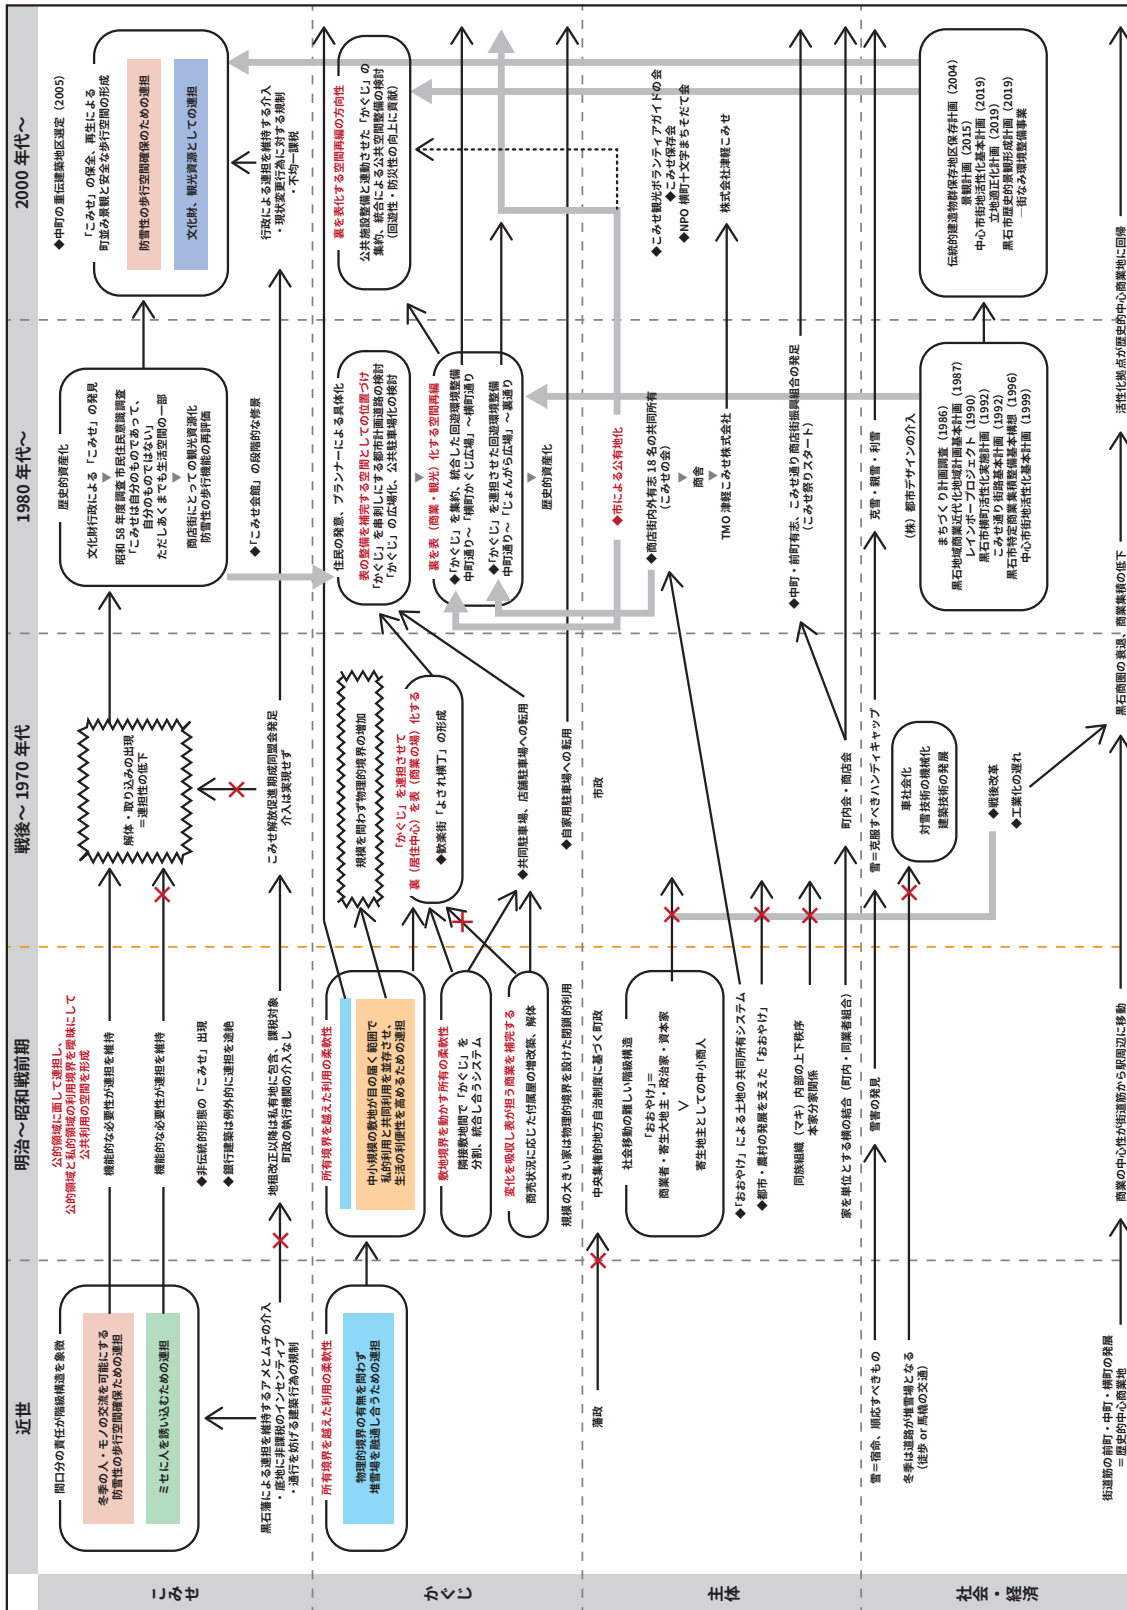 近世
明治～昭和戦前期
戦後～ 1970 年代
1980 年代～
2000 年代～
こみせ
間口分の責任が階級構造を象徴
冬季の人・モノの交流を可能にする
防雪性の歩行空間確保ための連担
ミセに人を誘い込むための連担
黒石藩による連担を維持するアメとムチの介入
・底地に非課税のインセンティブ
・通行を妨げる建築行為の規制
公的領域に面して連担し、
公的領域と私的領域の利用境界を曖昧にして
公共利用の空間を形成
機能的な必要性が連担を維持
機能的な必要性が連担を維持
◆非伝統的形態の「こみせ」出現
◆銀行建築は例外的に連担を途絶
地租改正以降は私有地に包含、課税対象
町政の執行機関の介入なし
解体・取り込みの出現
＝連担性の低下
こみせ解放促進期成同盟会発足
介入は実現せず
歴史的資産化
文化財行政による「こみせ」の発見
昭和 58 年度調査 市民住民意識調査
「こみせは自分のものであって、
自分のものではない」
ただしあくまでも生活空間の一部
商店街にとっての観光資源化
防雪性の歩行機能の再評価
◆「こみせ会館」の段階的な修景
◆中町の重伝建築地区選定（2005）
「こみせ」の保全、再生による
町並み景観と安全な歩行空間の形成
防雪性の歩行空間確保のための連担
文化財、観光資源としての連担
行政による連担を維持する介入
・現状変更行為に対する規制
・不均一課税
かぐじ
所有境界を越えた利用の柔軟性
物理的境界の有無を問わず
堆雪場を融通し合うための連担
所有境界を越えた利用の柔軟性
中小規模の敷地が目の届く範囲で
私的利用と共同利用を並存させ、
生活の利便性を高めるための連担
敷地境界を動かす所有の柔軟性
隣接敷地間で「かぐじ」を
分割、統合し合うシステム
変化を吸収し表が担う商業を補完する
商売状況に応じた付属屋の増改築、解体
規模の大きい家は物理的境界を設けた閉鎖的利用
規模を問わず物理的境界の増加
「かぐじ」を連担させて
裏（居住中心）を表（商業の場）化する
◆歓楽街「よされ横丁」の形成
◆共同駐車場、店舗駐車場への転用
◆自家用駐車場への転用
住民の発意、プランナーによる具体化
表の整備を補完する空間としての位置づけ
「かぐじ」を串刺しにする都市計画道路の検討
「かぐじ」の広場化、公共駐車場化の検討
裏を表（商業・観光）化する空間再編
◆「かぐじ」を集約、統合した回遊環境整備
中町通り～「横町かぐじ広場」～横町通り
◆「かぐじ」を連担させた回遊環境整備
中町通り～「じょんがら広場」～裏通り
歴史的資産化
裏を表化する空間再編の方向性
公共施設整備と連動させた「かぐじ」の
集約、統合による公共空間整備の検討
（回遊性、防災性の向上に貢献）
主体
藩政
中央集権的地方自治制度に基づく町政
社会移動の難しい階級構造
「おおやけ」＝
商業者・寄生大地主・政治家・資本家
∨
寄生地主としての中小商人
◆「おおやけ」による土地の共同所有システム
◆都市・農村の発展を支えた「おおやけ」
同族組織（マキ）内部の上下秩序
本家分家関係
家を単位とする横の結合（町内・同業者組合）
市政
町内会・商店会
◆市による公有地化
◆商店街内外有志 18 名の共同所有
（こみせの会）
商舎
TMO 津軽こみせ株式会社
◆中町・前町有志、こみせ通り商店街振興組合の発足
（こみせ祭りスタート）
◆こみせ観光ボランティアガイドの会
◆こみせ保存会
◆NPO 横町十文字まちそだて会
株式会社津軽こみせ
社会・経済
雪＝宿命、順応すべきもの
冬季は道路が堆雪場となる
（徒歩 or 馬橇の交通）
街道筋の前町・中町・横町の発展
＝歴史的中心商業地
雪害の発見
商業の中心性が街道筋から駅周辺に移動
雪＝克服すべきハンディキャップ
車社会化
対雪技術の機械化
建築技術の発展
◆戦後改革
◆工業化の遅れ
黒石商圏の衰退、商業集積の低下
克雪・親雪・利雪
（株）都市デザインの介入
まちづくり計画調査（1986）
黒石地域商業近代化地域計画基本計画（1987）
レインボープロジェクト（1990）
黒石市横町活性化実施計画（1992）
こみせ通り街路基本計画（1992）
黒石市特定商業集積整備基本構想（1996）
中心市街地活性化基本計画（1999）
活性化拠点が歴史的中心商業地に回帰
伝統的建造物群保存地区保存計画（2004）
景観計画（2015）
中心市街地活性化基本計画（2019）
立地適正化計画（2019）
黒石市歴史的景観形成計画（2019）
―街なみ環境整備事業